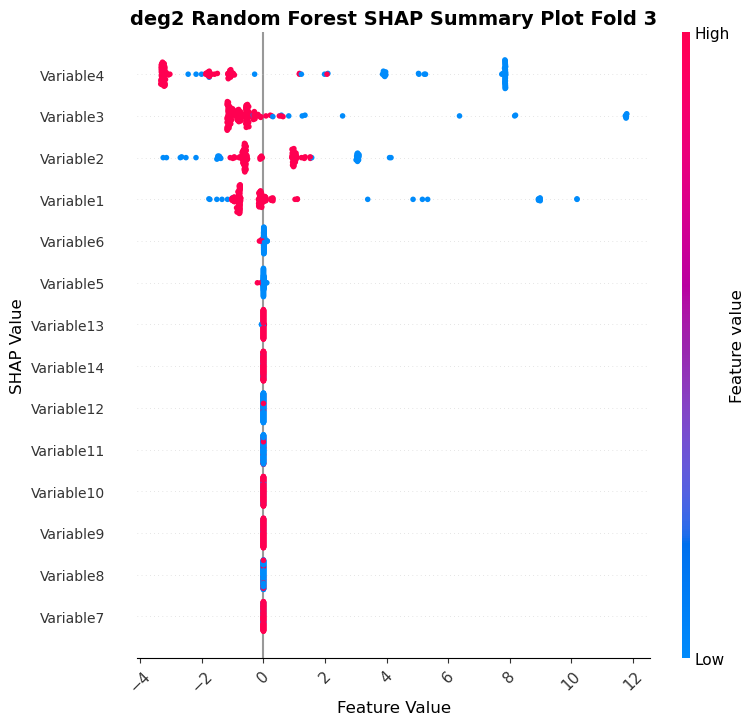 deg2 Random Forest SHAP Summary Plot Fold 3
High
Variable4
Variable3
Variable2
Variable1
Variable6
Variable5
Variable13
Variable14
Variable12
Variable11
Variable10
Variable9
Variable8
Variable7
SHAP Value
Feature value
Low
−4
−2
0
2
4
6
8
10
12
Feature Value